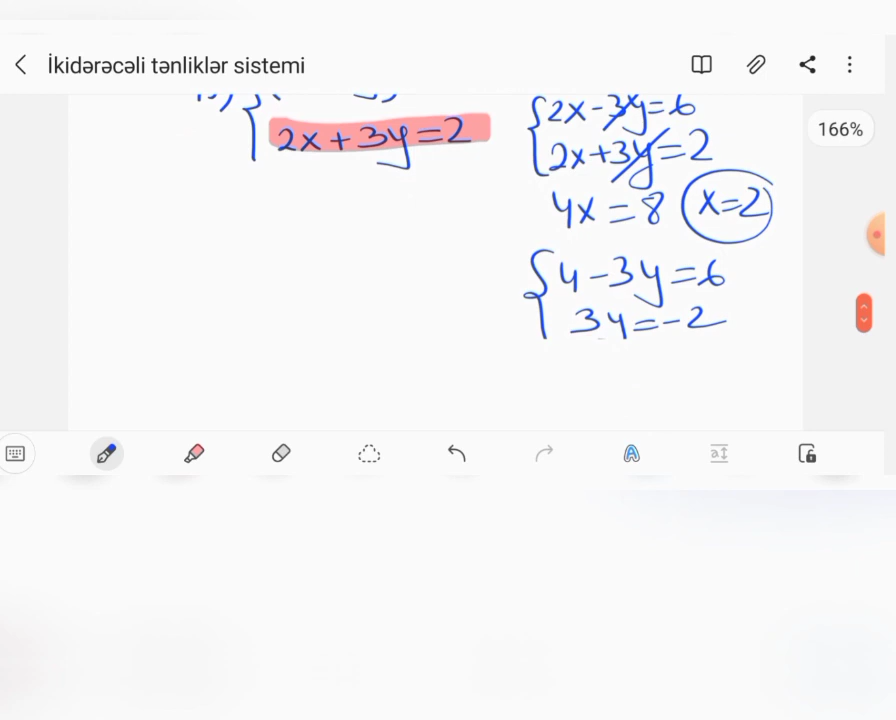 İkidərəcəli tənliklər sistemi
166%
2x+3y=2
2x-3y=6
2x+3y=2
4x=8 x=2
4-3y=6
3y=-2